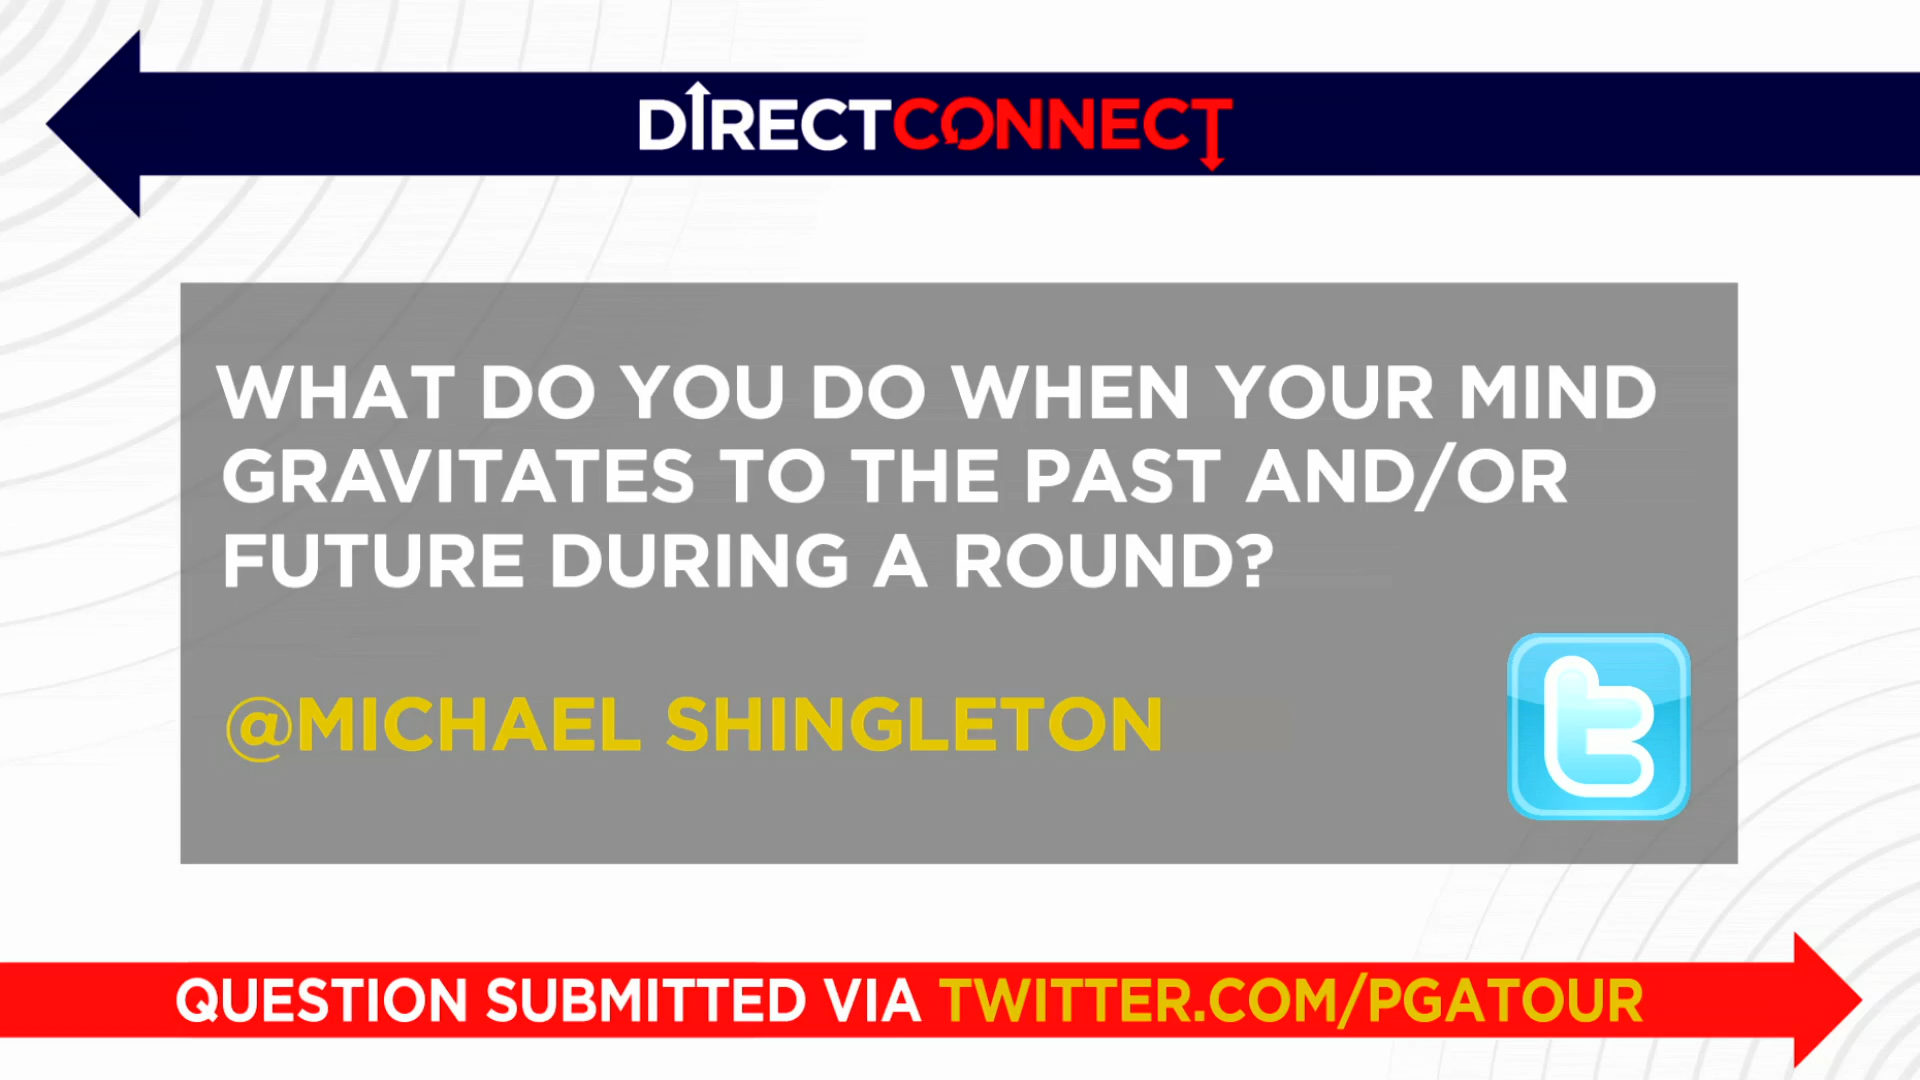 DIRECTCONNECT
WHAT DO YOU DO WHEN YOUR MIND
GRAVITATES TO THE PAST AND/OR
FUTURE DURING A ROUND?
@MICHAEL SHINGLETON
t
QUESTION SUBMITTED VIA TWITTER.COM/PGATOUR